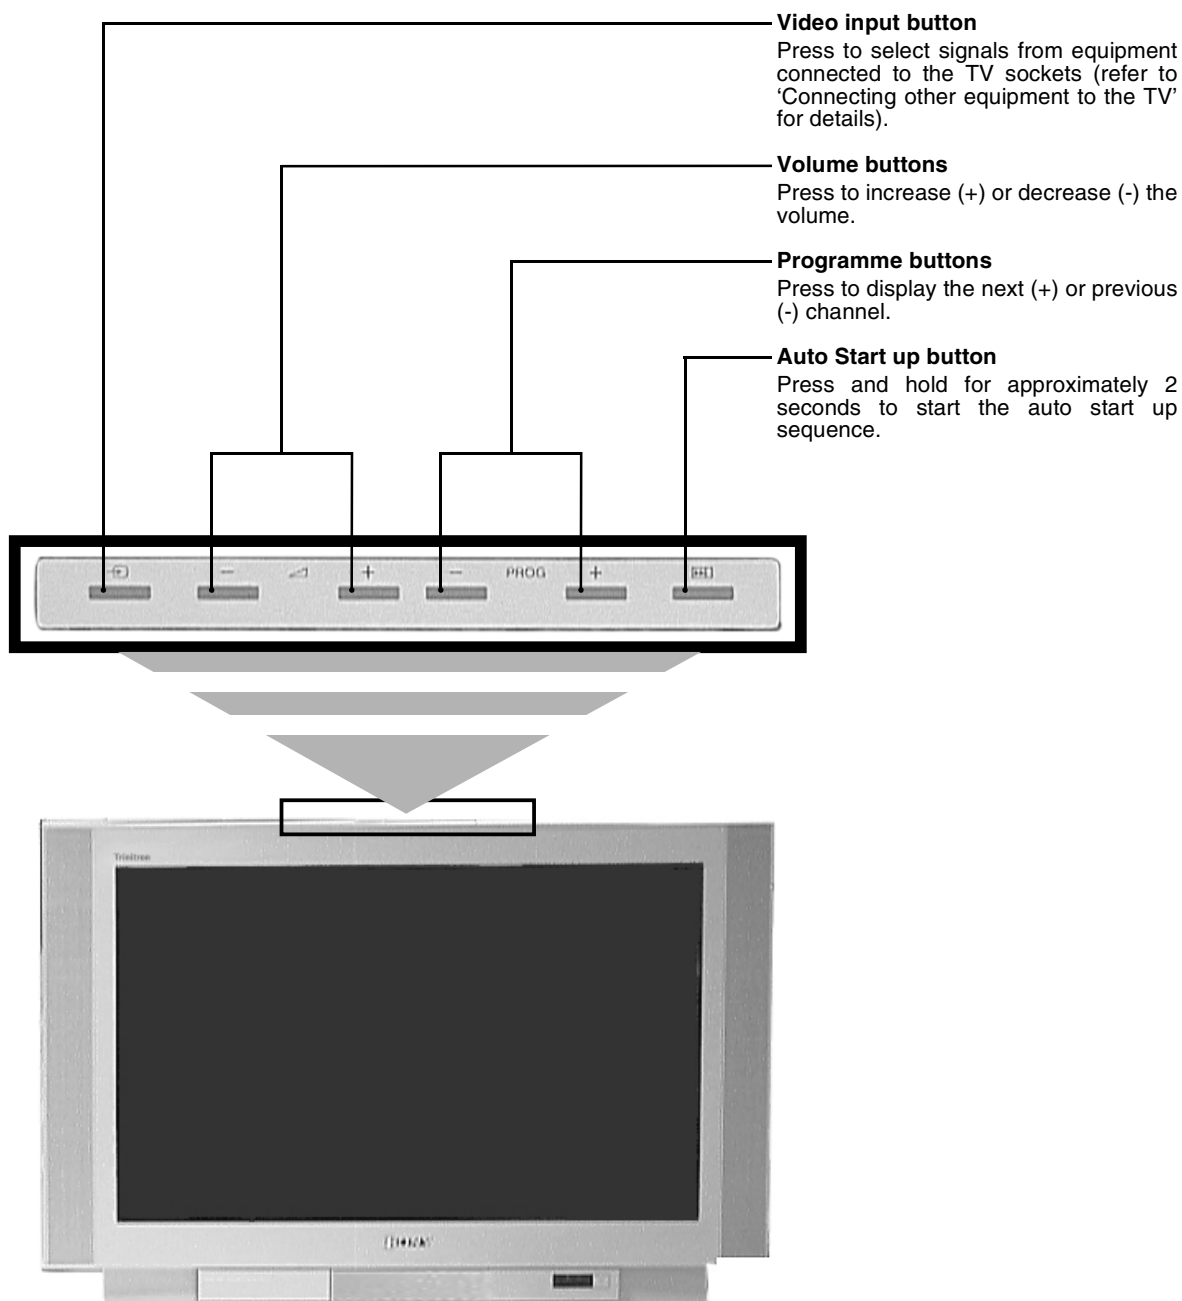 Video input button
Press to select signals from equipment
connected to the TV sockets (refer to
‘Connecting other equipment to the TV’
for details).
Volume buttons
Press to increase (+) or decrease (-) the
volume.
Programme buttons
Press to display the next (+) or previous
(-) channel.
Auto Start up button
Press and hold for approximately 2
seconds to start the auto start up
sequence.
− + − PROG +
Trinitron